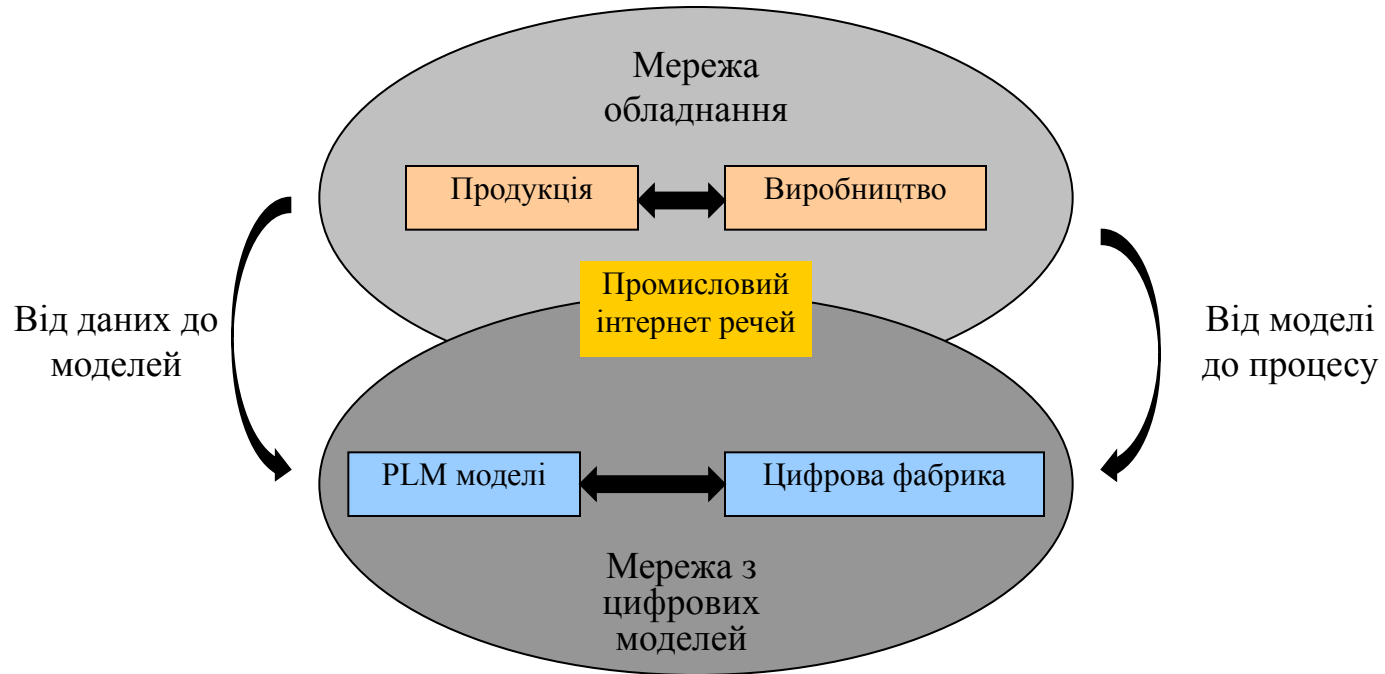 Мережа
обладнання
Продукція
Виробництво
Промисловий
інтернет речей
Від даних до
моделей
Від моделі
до процесу
PLM моделі
Цифрова фабрика
Мережа з
цифрових
моделей